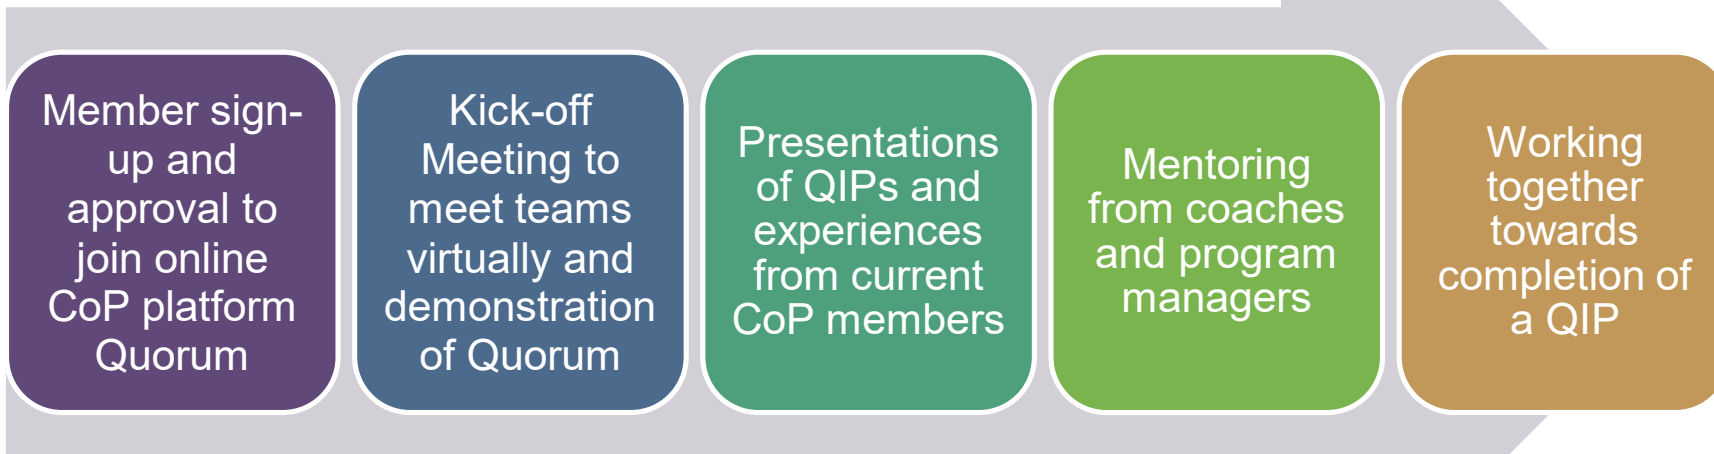 Member sign-
up and
approval to
join online
CoP platform
Quorum
Kick-off
Meeting to
meet teams
virtually and
demonstration
of Quorum
Presentations
of QIPs and
experiences
from current
CoP members
Mentoring
from coaches
and program
managers
Working
together
towards
completion of
a QIP